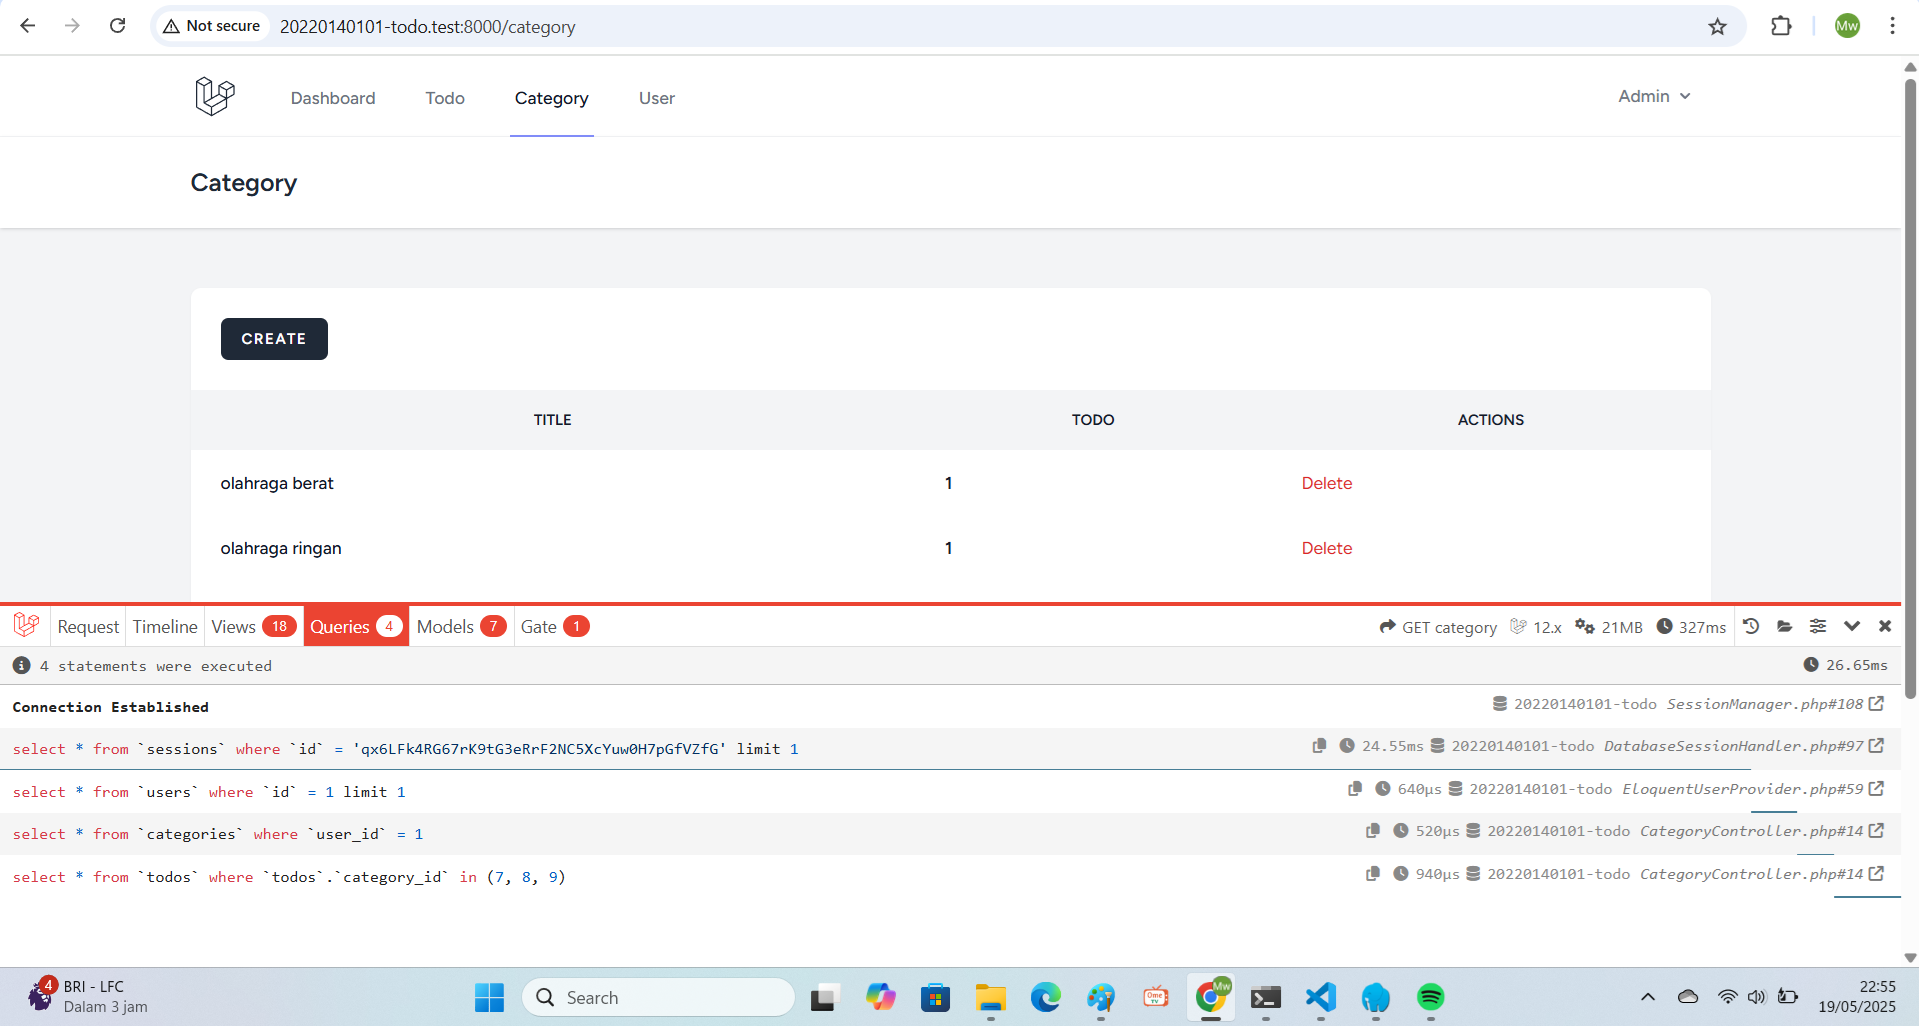 Not secure 20220140101-todo.test:8000/category Mw
Dashboard Todo Category User Admin
Category
CREATE
TITLE TODO ACTIONS
olahraga berat 1 Delete
olahraga ringan 1 Delete
Request Timeline Views 18 Queries 4 Models 7 Gate 1 GET category 12.x 21MB 327ms
4 statements were executed 26.65ms
Connection Established 20220140101-todo SessionManager.php#108
select * from `sessions` where `id` = 'qx6LFk4RG67rK9tG3eRrF2NC5XcYuw0H7pGfVZfG' limit 1 24.55ms 20220140101-todo DatabaseSessionHandler.php#97
select * from `users` where `id` = 1 limit 1 640μs 20220140101-todo EloquentUserProvider.php#59
select * from `categories` where `user_id` = 1 520μs 20220140101-todo CategoryController.php#14
select * from `todos` where `todos`.`category_id` in (7, 8, 9) 940μs 20220140101-todo CategoryController.php#14
4 BRI - LFC
Dalam 3 jam
Search
Ome TV
Mw
22:55
19/05/2025